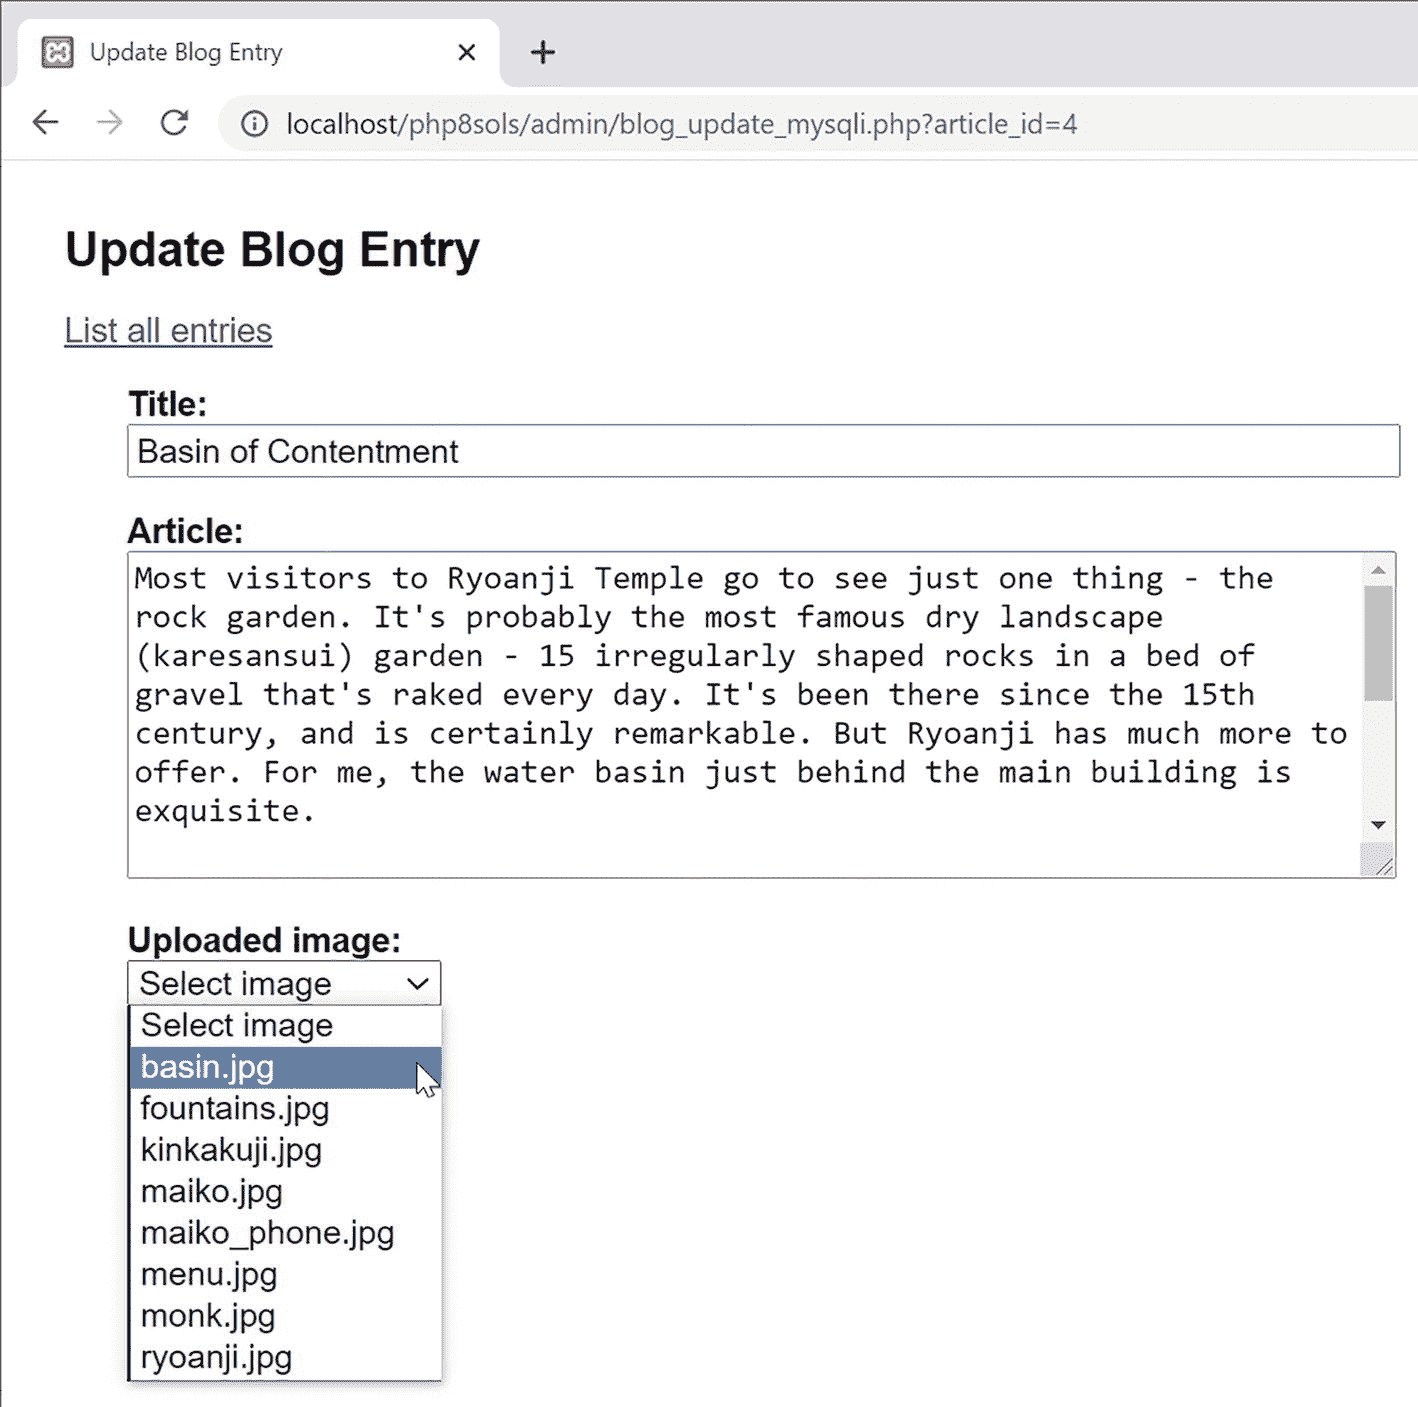 Update Blog Entry
localhost/php8sols/admin/blog_update_mysqli.php?article_id=4
Update Blog Entry
List all entries
Title:
Basin of Contentment
Article:
Most visitors to Ryoanji Temple go to see just one thing - the
rock garden. It's probably the most famous dry landscape
(karesansui) garden - 15 irregularly shaped rocks in a bed of
gravel that's raked every day. It's been there since the 15th
century, and is certainly remarkable. But Ryoanji has much more to
offer. For me, the water basin just behind the main building is
exquisite.
Uploaded image:
Select image
Select image
basin.jpg
fountains.jpg
kinkakuji.jpg
maiko.jpg
maiko_phone.jpg
menu.jpg
monk.jpg
ryoanji.jpg